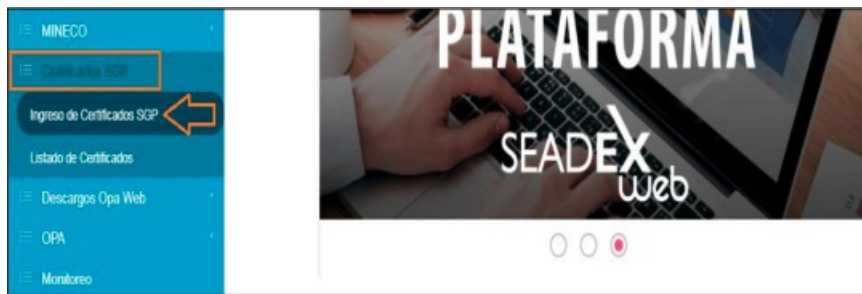 MINECO
Certificados SGP
Ingreso de Certificados SGP
Listado de Certificados
Descargos Opa Web
OPA
Monitoreo
PLATAFORMA
SEADEX
web